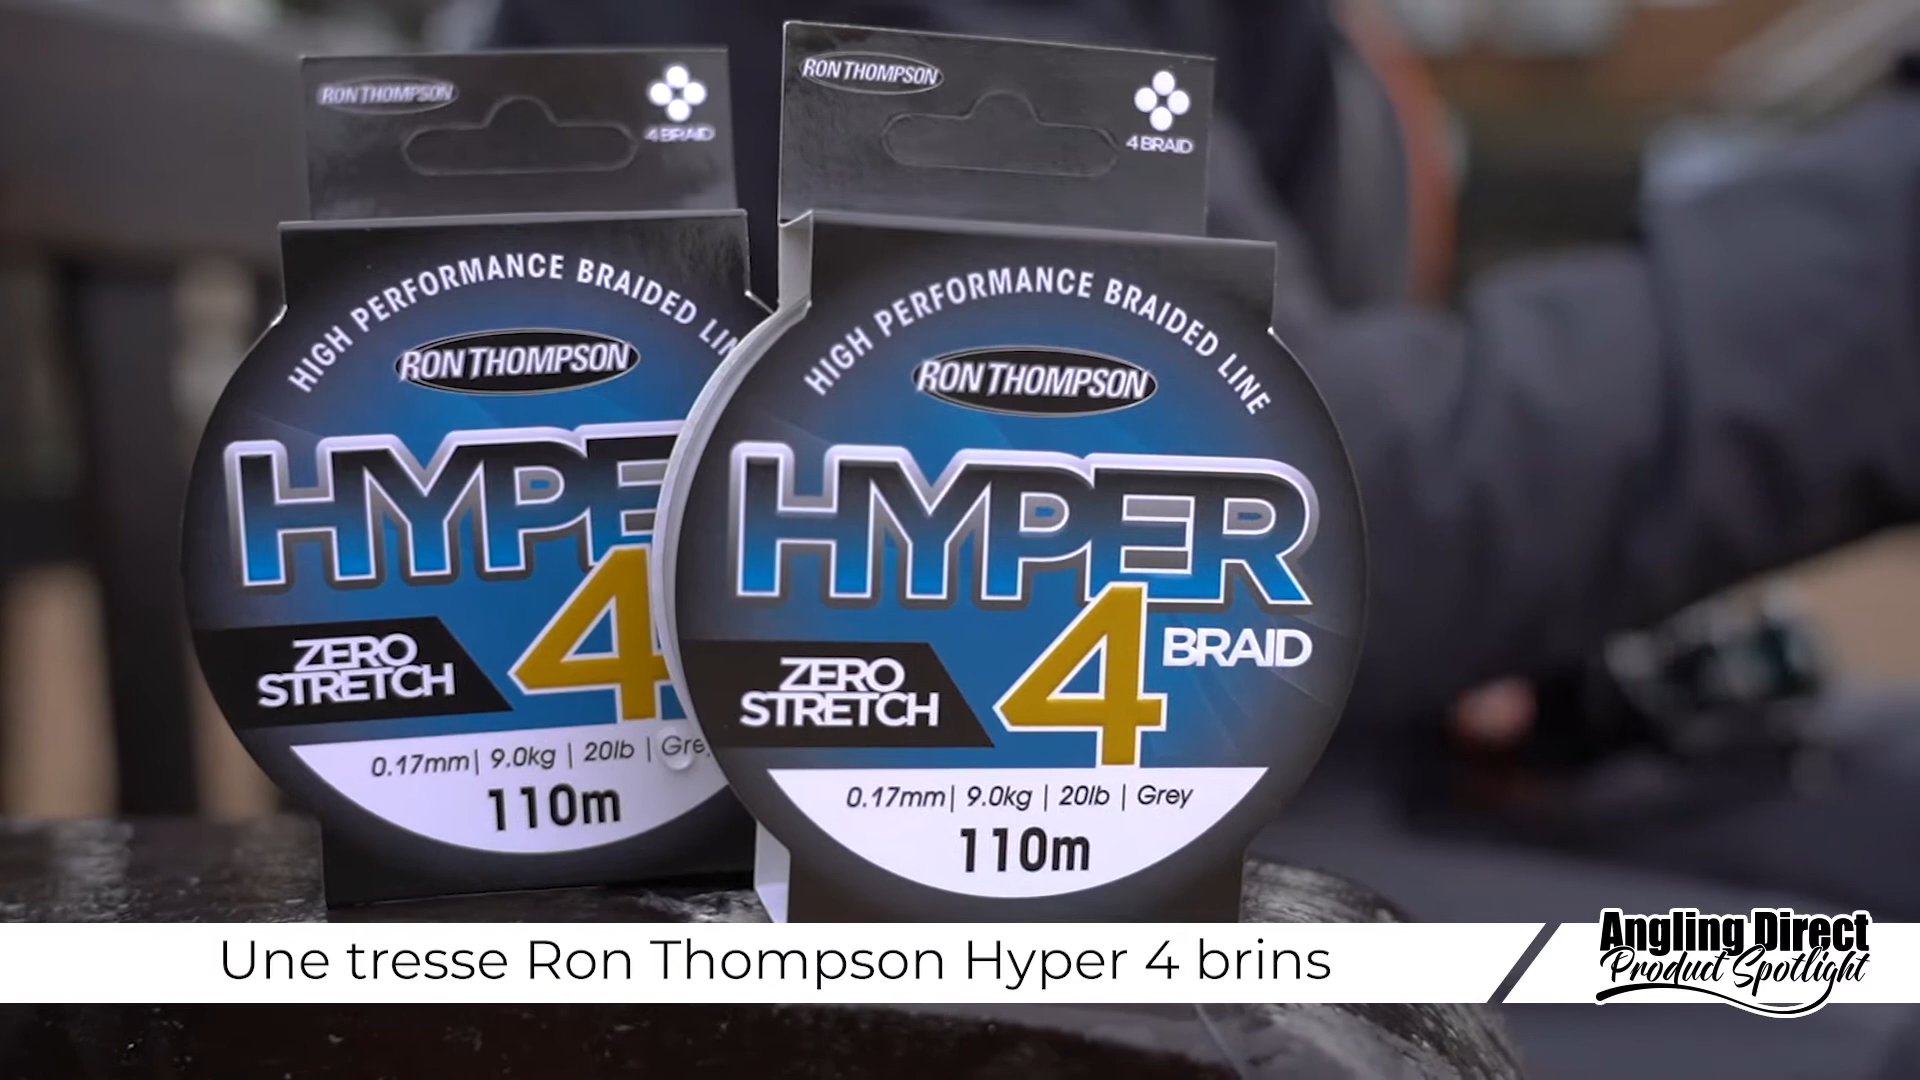 RON THOMPSON
4 BRAID
HIGH PERFORMANCE BRAIDED LIN
RON THOMPSON
HYPE
4
ZERO
STRETCH
0.17mm| 9.0kg | 20lb | Grey
110m
RON THOMPSON
4 BRAID
HIGH PERFORMANCE BRAIDED LINE
RON THOMPSON
HYPER
4 BRAID
ZERO
STRETCH
0.17mm| 9.0kg | 20lb | Grey
110m
Une tresse Ron Thompson Hyper 4 brins
Angling Direct
Product Spotlight